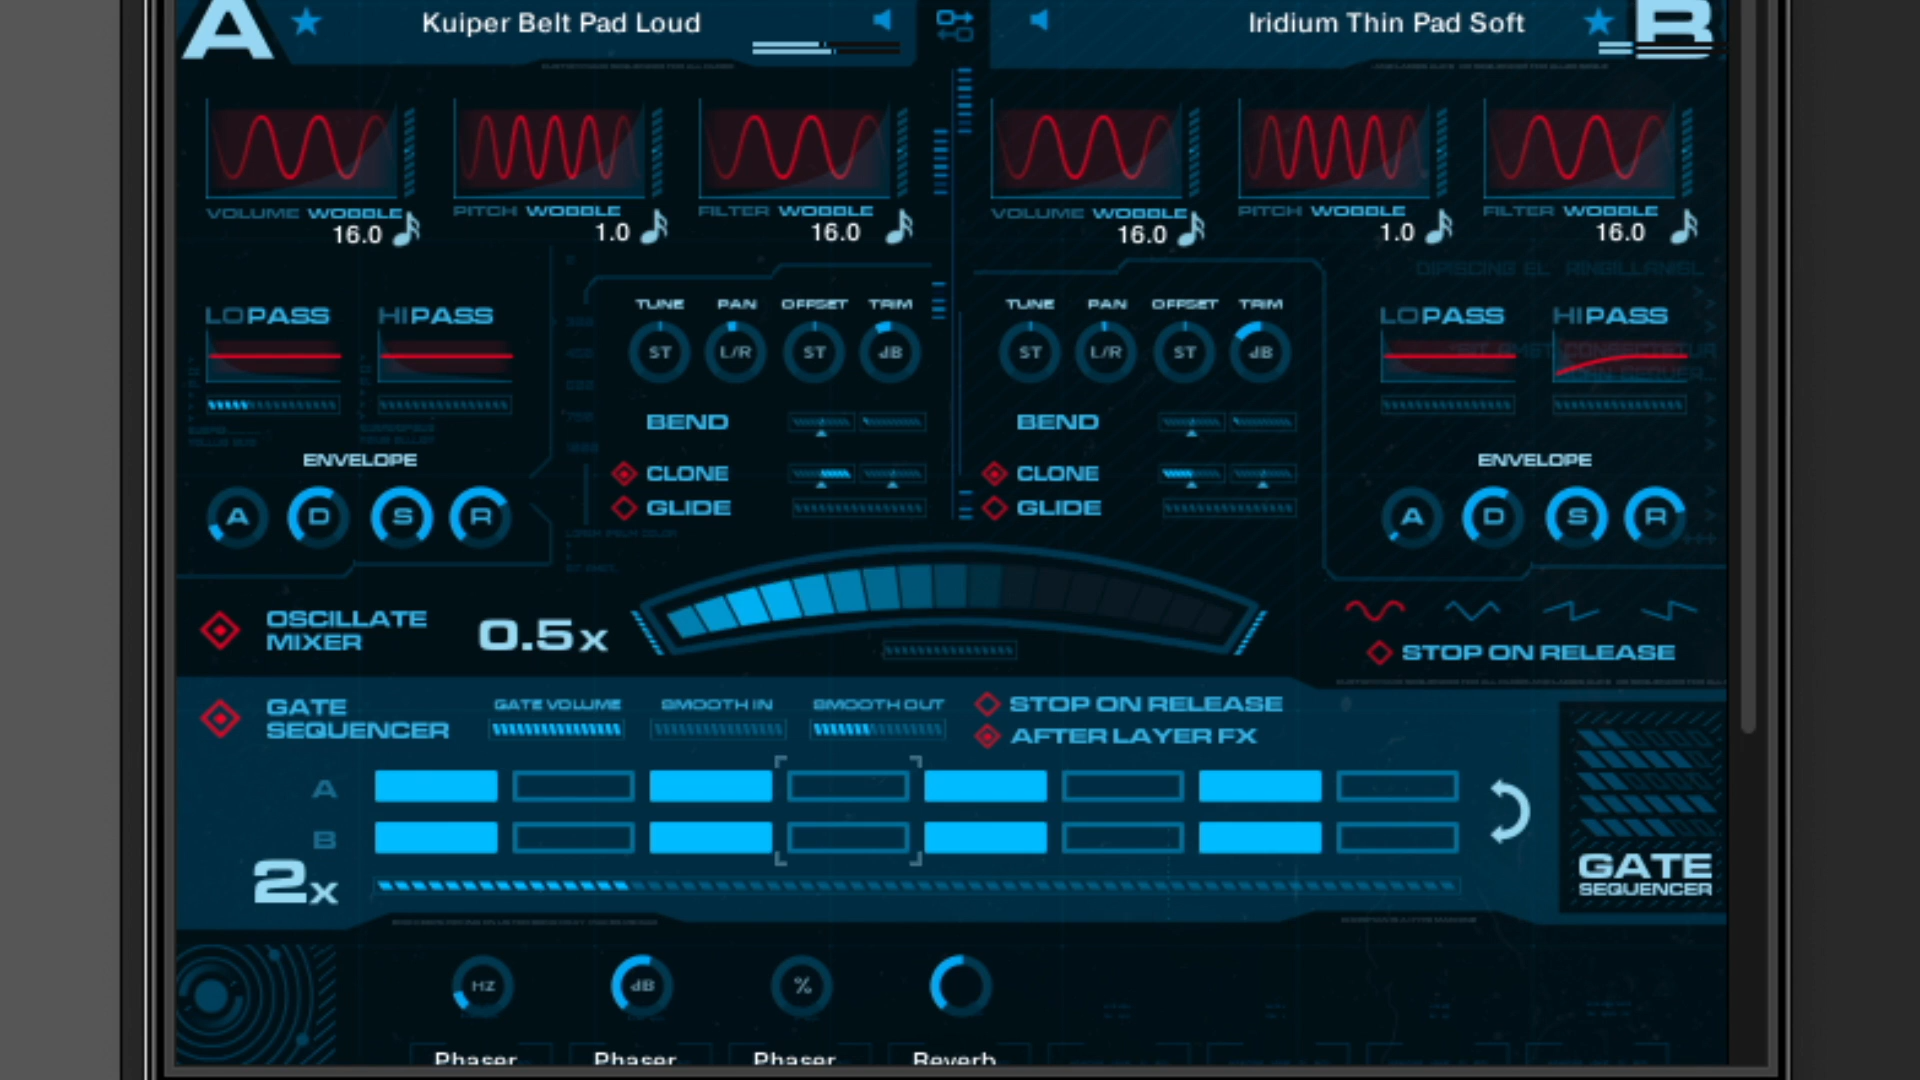 A Kuiper Belt Pad Loud Iridium Thin Pad Soft B
VOLUME WOBBLE PITCH WOBBLE FILTER WOBBLE VOLUME WOBBLE PITCH WOBBLE FILTER WOBBLE
16.0 1.0 16.0 16.0 1.0 16.0
TUNE PAN OFFSET TRIM TUNE PAN OFFSET TRIM
LOPASS HIPASS LOPASS HIPASS
ST L/R ST dB ST L/R ST dB
BEND BEND
ENVELOPE ENVELOPE
CLONE CLONE
GLIDE GLIDE
A D S R A D S R
OSCILLATE
MIXER
0.5x
STOP ON RELEASE
GATE
SEQUENCER
GATE VOLUME SMOOTH IN SMOOTH OUT
STOP ON RELEASE
AFTER LAYER FX
A
B
2x
GATE
SEQUENCER
HZ dB %
Phaser Phaser Phaser Reverb